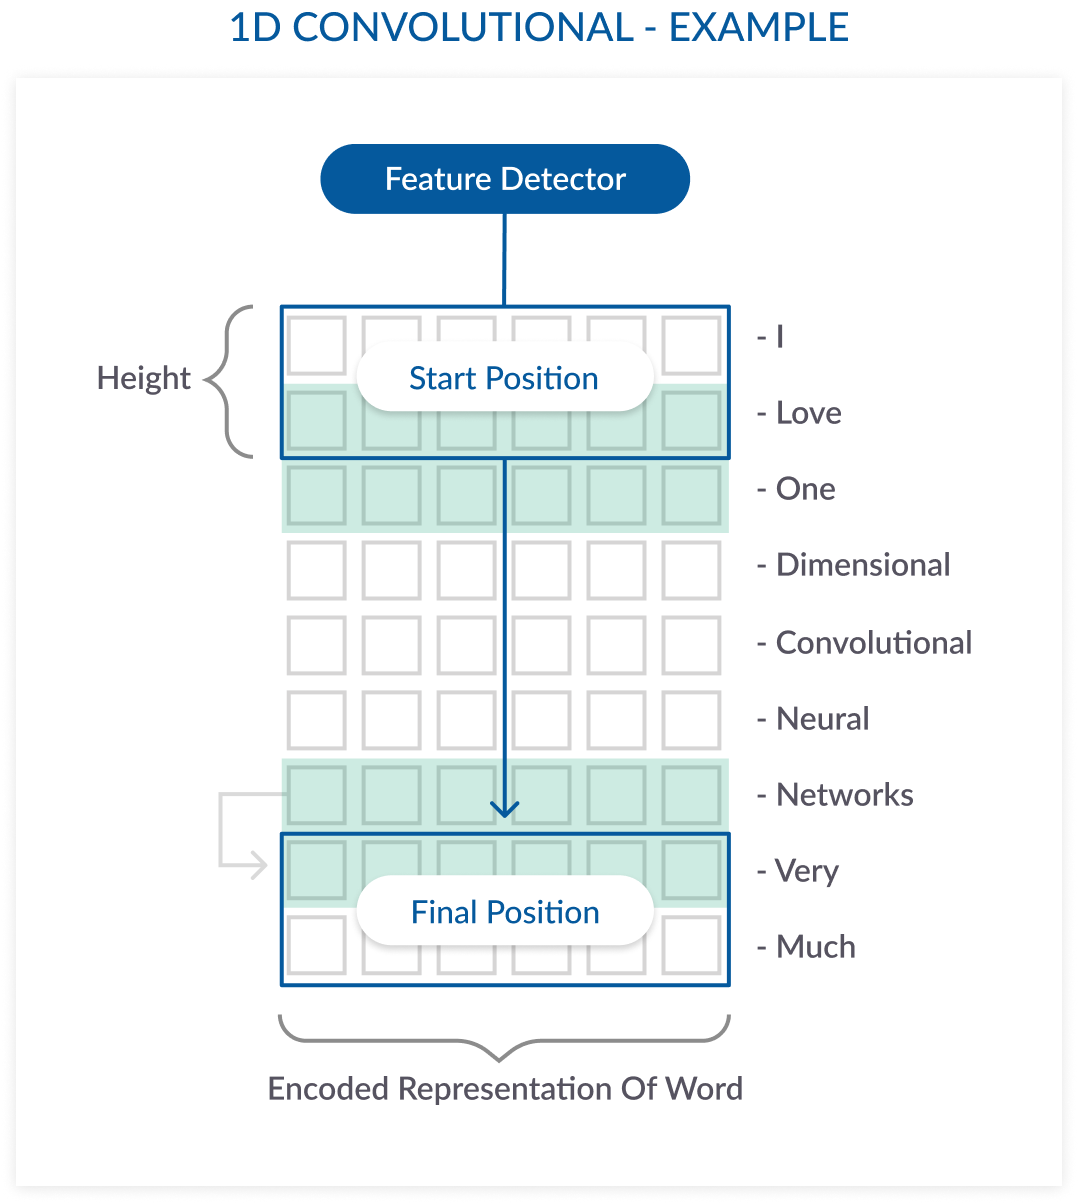 1D CONVOLUTIONAL - EXAMPLE
Feature Detector
Height
Start Position
- I
- Love
- One
- Dimensional
- Convolutional
- Neural
- Networks
- Very
Final Position
- Much
Encoded Representation Of Word